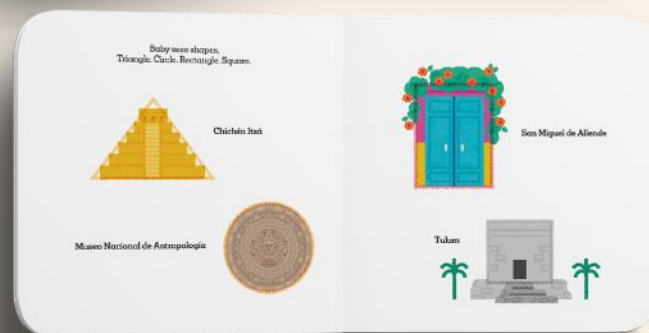 Baby sees shapes.
Triangle. Circle. Rectangle. Square.
Chichén Itzá
Museo Nacional de Antropología
San Miguel de Allende
Tulum